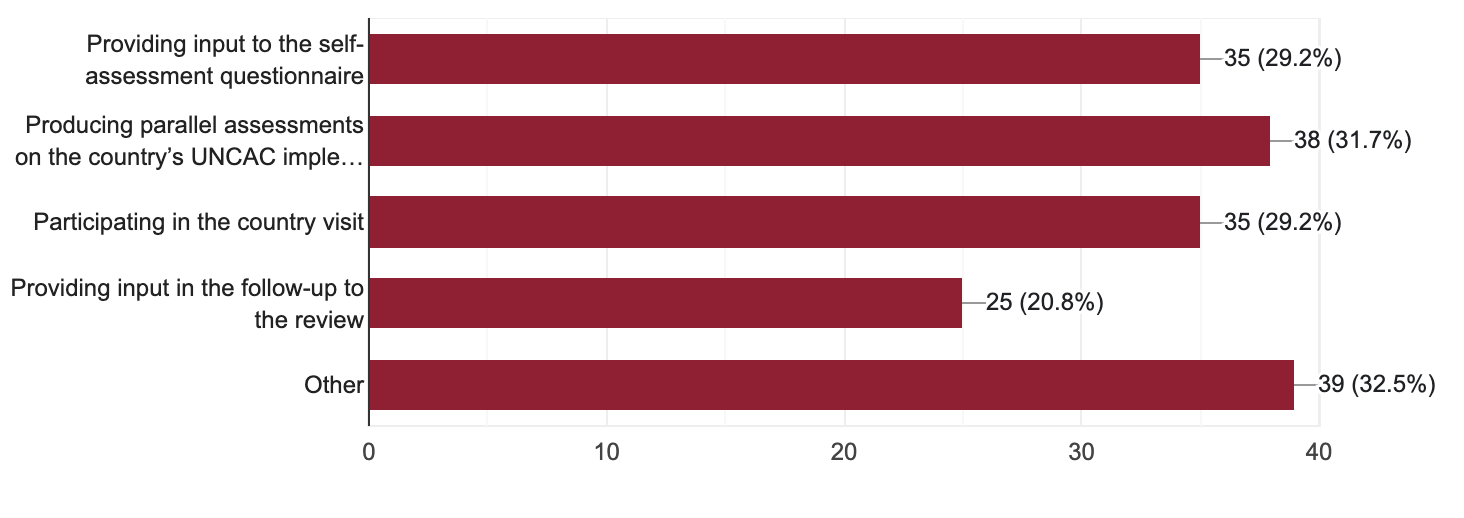 Providing input to the self-
assessment questionnaire
35 (29.2%)
Producing parallel assessments
on the country’s UNCAC imple…
38 (31.7%)
Participating in the country visit
35 (29.2%)
Providing input in the follow-up to
the review
25 (20.8%)
Other
39 (32.5%)
0 10 20 30 40